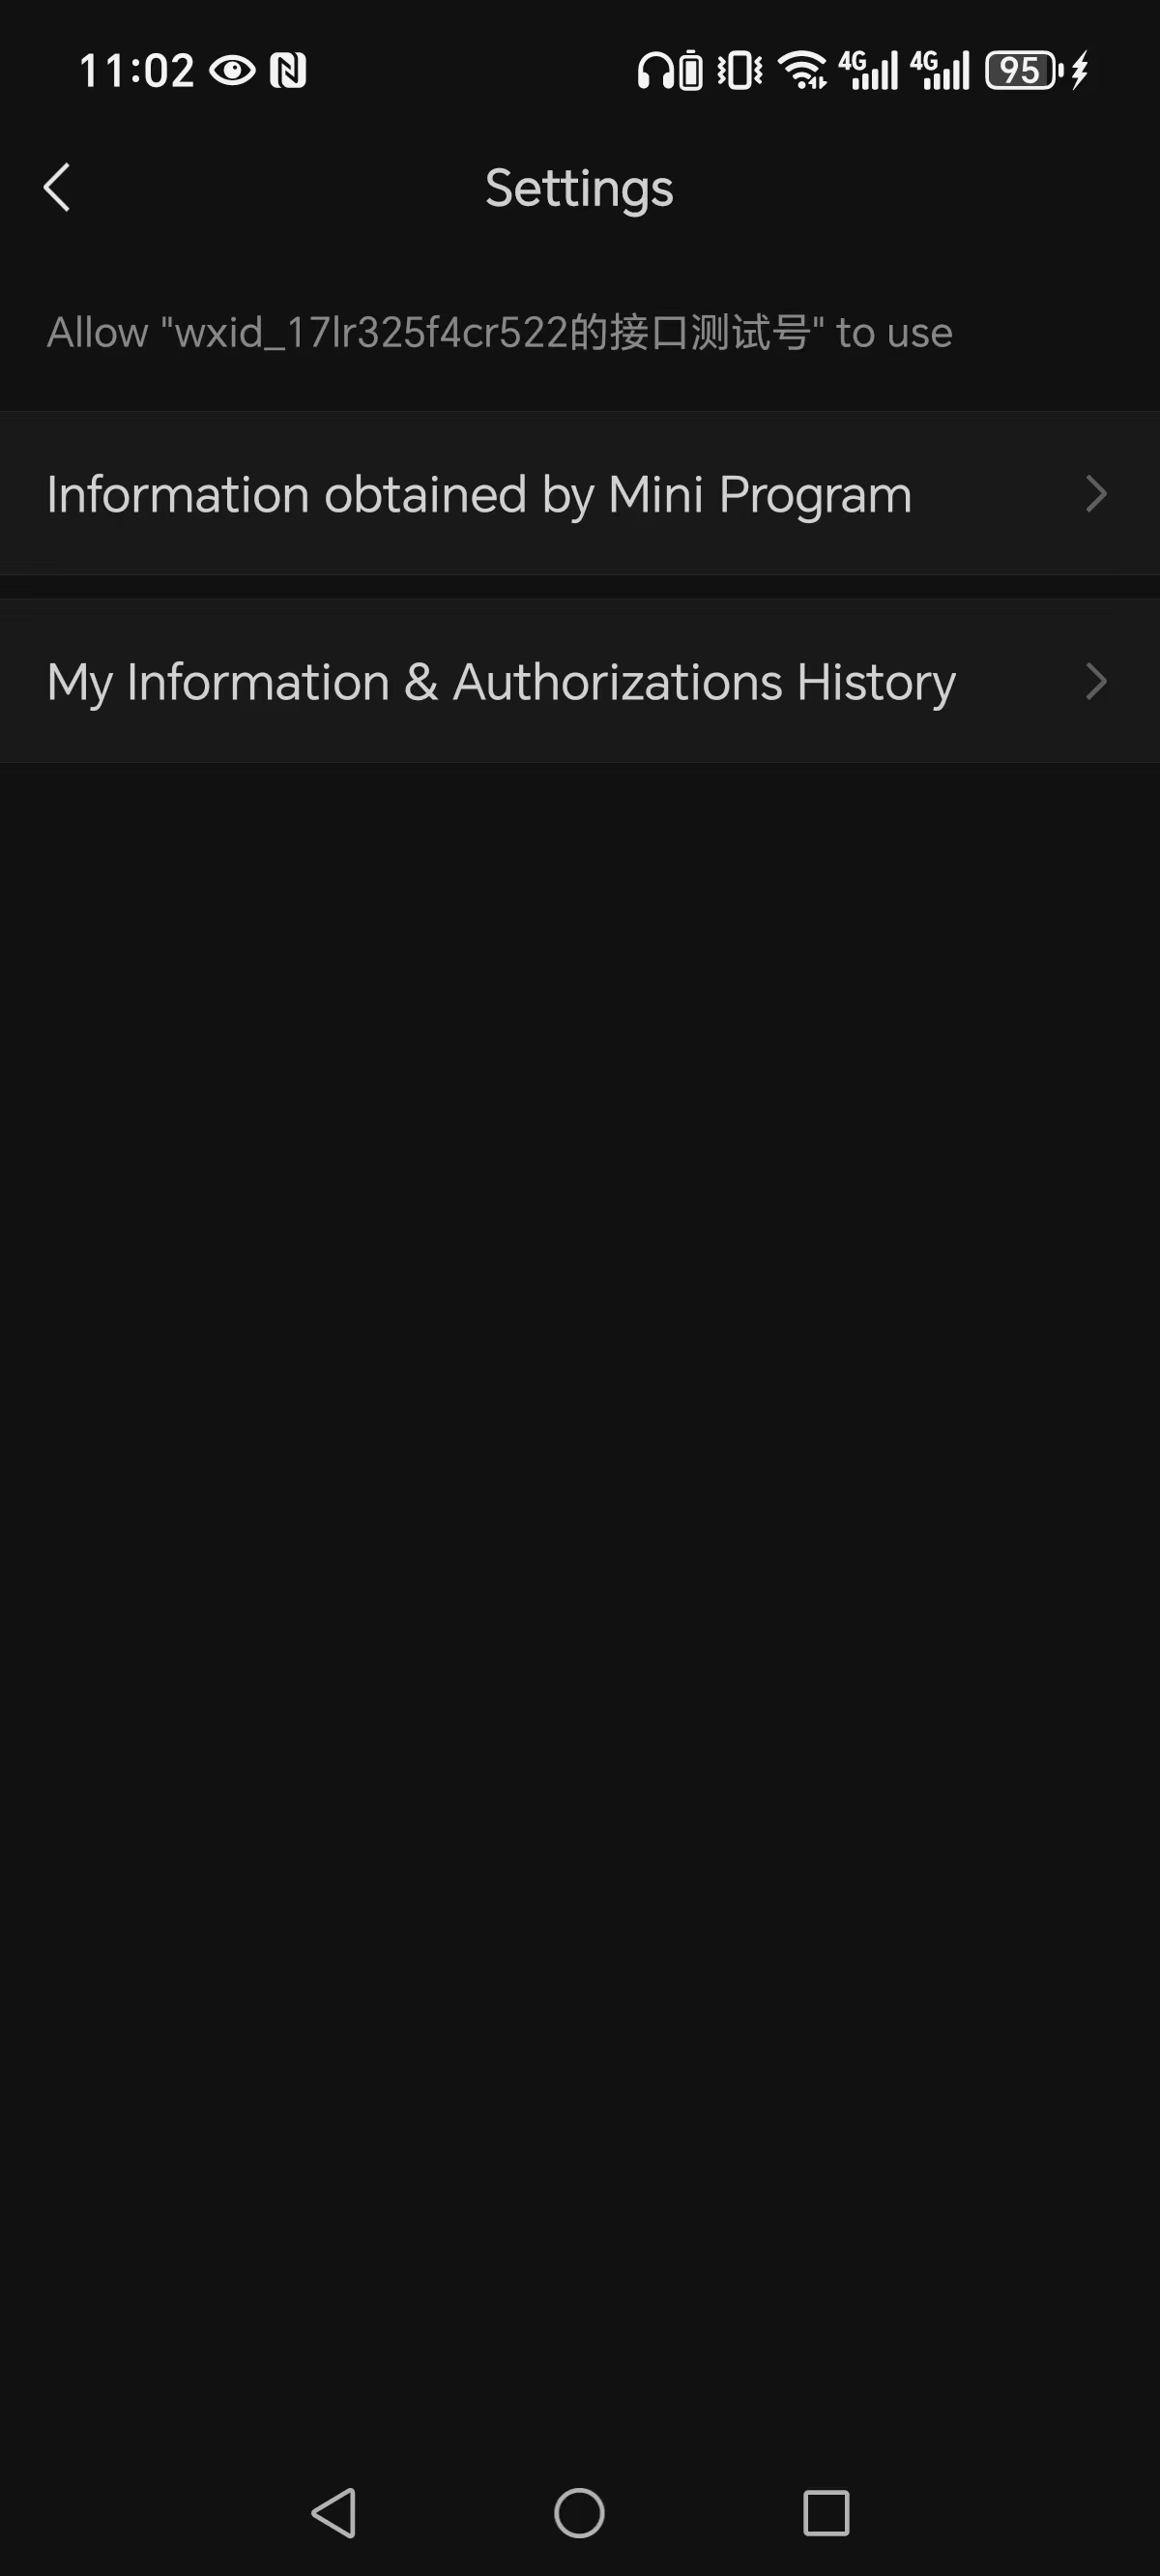 11:02
4G 4G 95
Settings
Allow "wxid_17lr325f4cr522的接口测试号" to use
Information obtained by Mini Program
My Information & Authorizations History